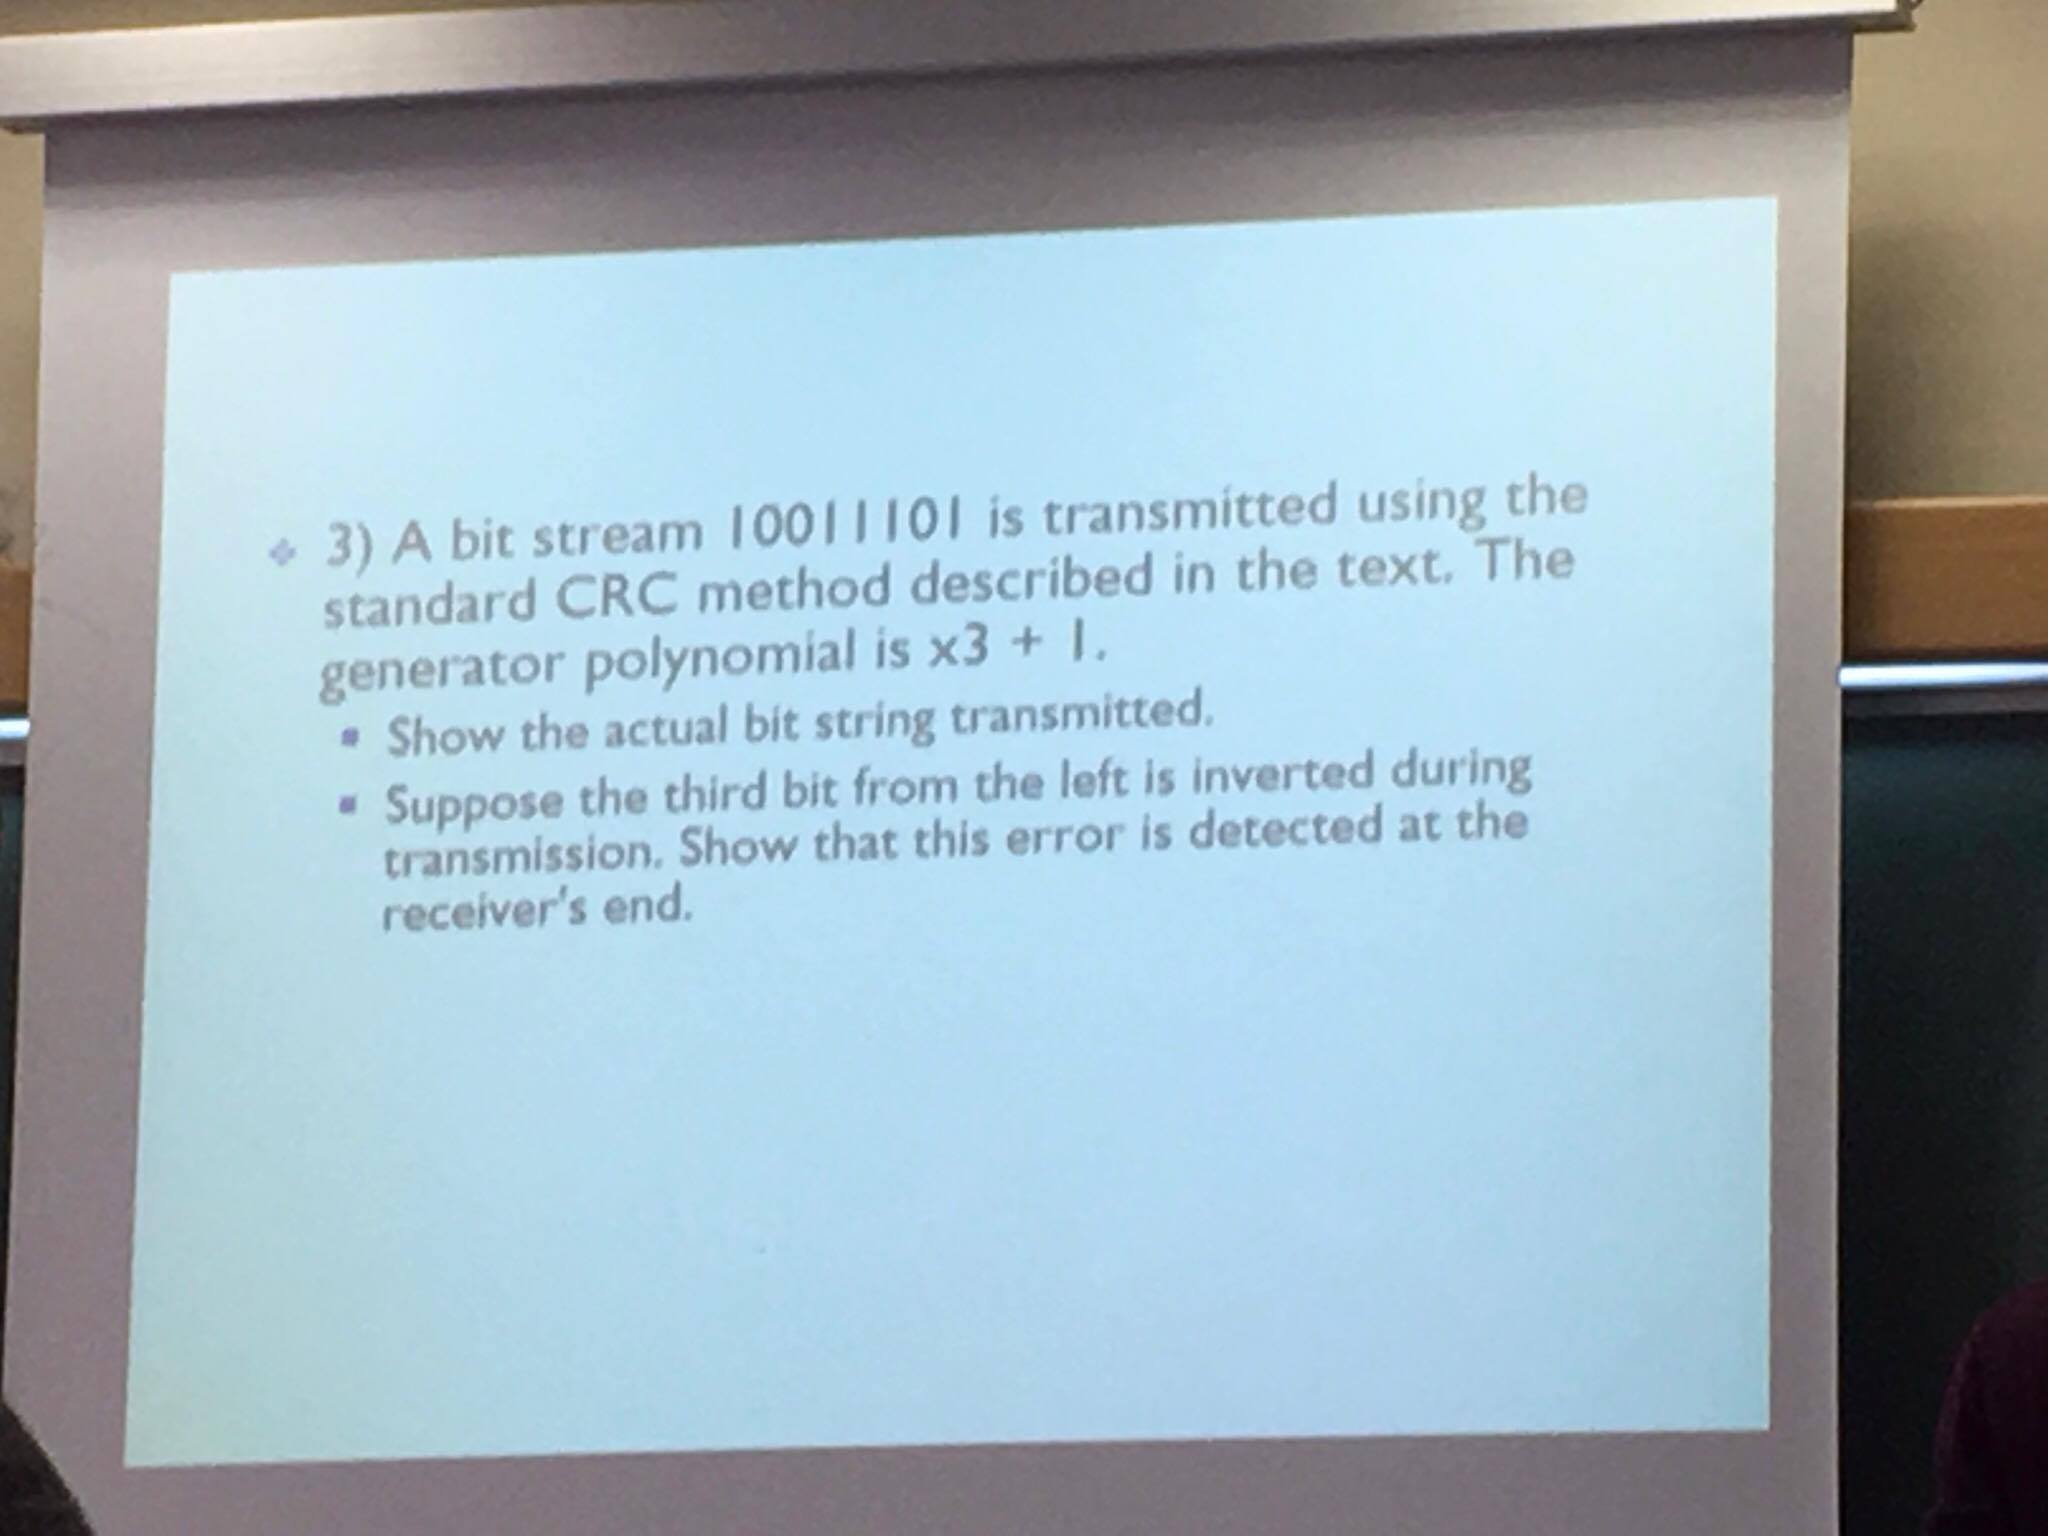 3) A bit stream 10011101 is transmitted using the
standard CRC method described in the text. The
generator polynomial is x3 + 1.
Show the actual bit string transmitted.
Suppose the third bit from the left is inverted during
transmission. Show that this error is detected at the
receiver's end.